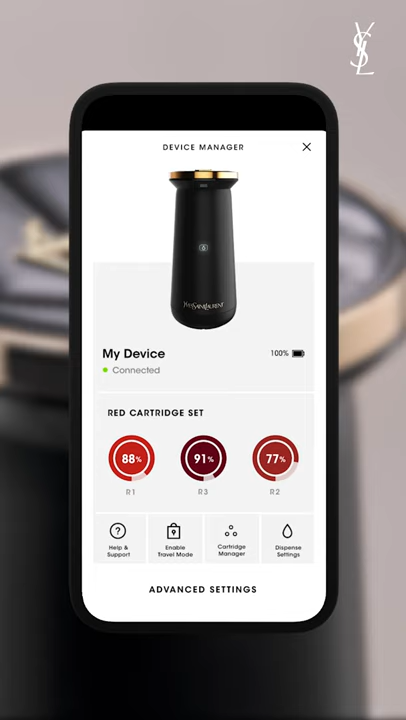 YSL
DEVICE MANAGER
YVESSAINTLAURENT
My Device
100%
Connected
RED CARTRIDGE SET
88%
91%
77%
R1
R3
R2
Help &
Support
Enable
Travel Mode
Cartridge
Manager
Dispense
Settings
ADVANCED SETTINGS